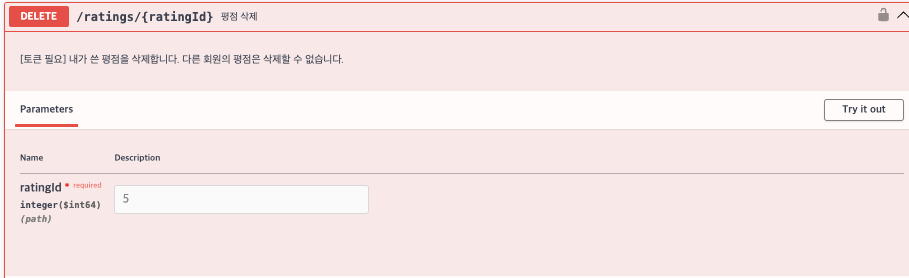 DELETE /ratings/{ratingId} 평점 삭제
[토큰 필요] 내가 쓴 평점을 삭제합니다. 다른 회원의 평점은 삭제할 수 없습니다.
Parameters Try it out
Name Description
ratingId * required
integer($int64)
(path)
5